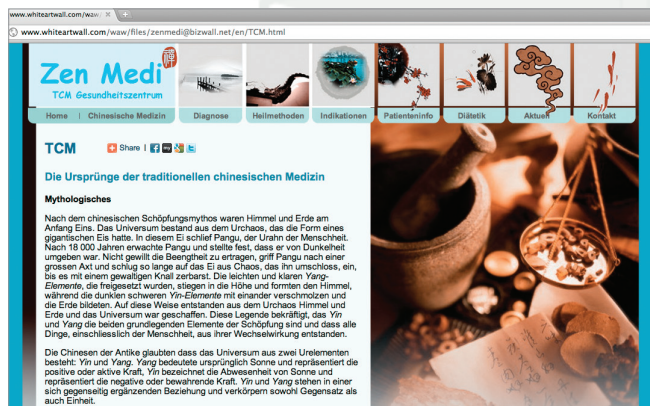 www.whiteartwall.com/waw/
www.whiteartwall.com/waw/files/zenmedi@bizwall.net/en/TCM.html
禪
Zen Medi
TCM Gesundheitszentrum
Home | Chinesische Medizin Diagnose Heilmethoden Indikationen Patienteninfo Diätetik Aktuell Kontakt
TCM Share |
my
Die Ursprünge der traditionellen chinesischen Medizin
Mythologisches
Nach dem chinesischen Schöpfungsmythos waren Himmel und Erde am
Anfang Eins. Das Universum bestand aus dem Urchaos, das die Form eines
gigantischen Eis hatte. In diesem Ei schlief Pangu, der Urahn der Menschheit.
Nach 18 000 Jahren erwachte Pangu und stellte fest, dass er von Dunkelheit
umgeben war. Nicht gewillt die Beengtheit zu ertragen, griff Pangu nach einer
grossen Axt und schlug so lange auf das Ei aus Chaos, das ihn umschloss, ein,
bis es mit einem gewaltigen Knall zerbarst. Die leichten und klaren Yang-
Elemente, die freigesetzt wurden, stiegen in die Höhe und formten den Himmel,
während die dunklen schweren Yin-Elemente mit einander verschmolzen und
die Erde bildeten. Auf diese Weise entstanden aus dem Urchaos Himmel und
Erde und das Universum war geschaffen. Diese Legende bekräftigt, das Yin
und Yang die beiden grundlegenden Elemente der Schöpfung sind und dass alle
Dinge, einschliesslich der Menschheit, aus ihrer Wechselwirkung entstanden.
Die Chinesen der Antike glaubten dass das Universum aus zwei Urelementen
besteht: Yin und Yang. Yang bedeutete ursprünglich Sonne und repräsentiert die
positive oder aktive Kraft, Yin bezeichnet die Abwesenheit von Sonne und
repräsentiert die negative oder bewahrende Kraft. Yin und Yang stehen in einer
sich gegenseitig ergänzenden Beziehung und verkörpern sowohl Gegensatz als
auch Einheit.